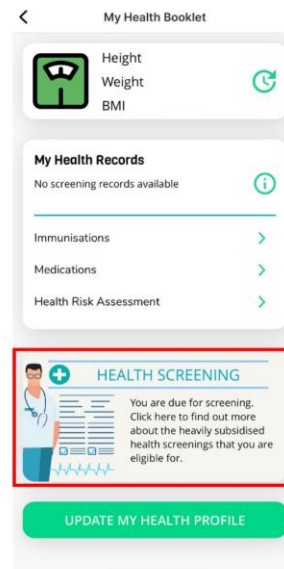 My Health Booklet
Height
Weight
BMI
My Health Records
No screening records available
Immunisations
Medications
Health Risk Assessment
HEALTH SCREENING
You are due for screening.
Click here to find out more
about the heavily subsidised
health screenings that you are
eligible for.
UPDATE MY HEALTH PROFILE